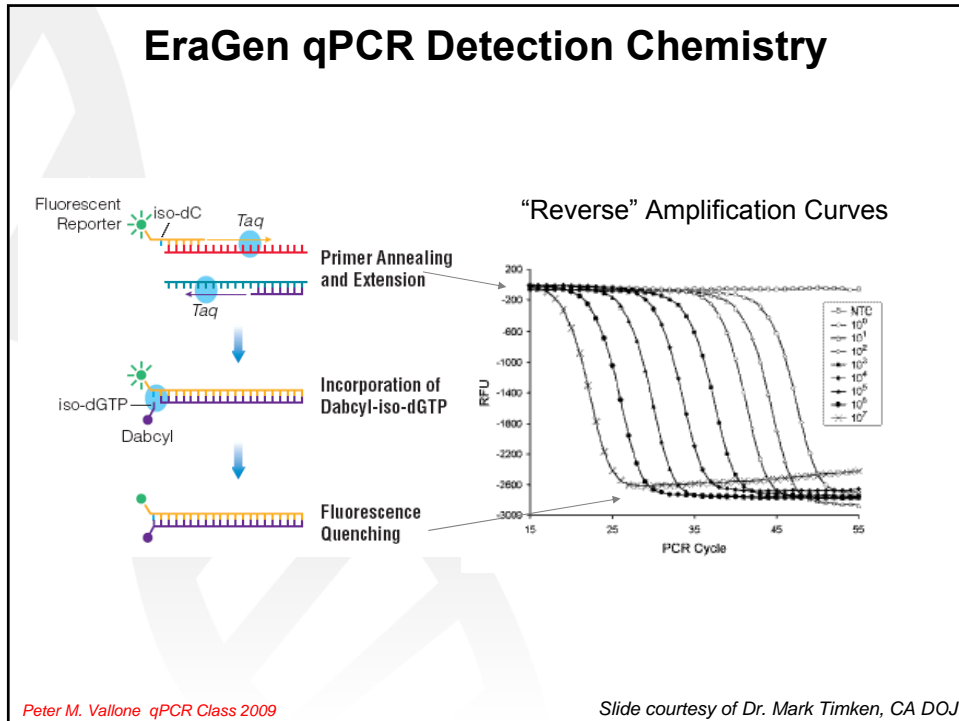 EraGen qPCR Detection Chemistry
Fluorescent
Reporter
iso-dC
Taq
Taq
Primer Annealing
and Extension
iso-dGTP
Dabcyl
Incorporation of
Dabcyl-iso-dGTP
Fluorescence
Quenching
“Reverse” Amplification Curves
200
-200
-600
-1000
-1400
-1800
-2200
-2600
-3000
RFU
15
25
35
45
55
PCR Cycle
NTC
10⁰
10¹
10²
10³
10⁴
10⁵
10⁶
10⁷
Peter M. Vallone qPCR Class 2009
Slide courtesy of Dr. Mark Timken, CA DOJ